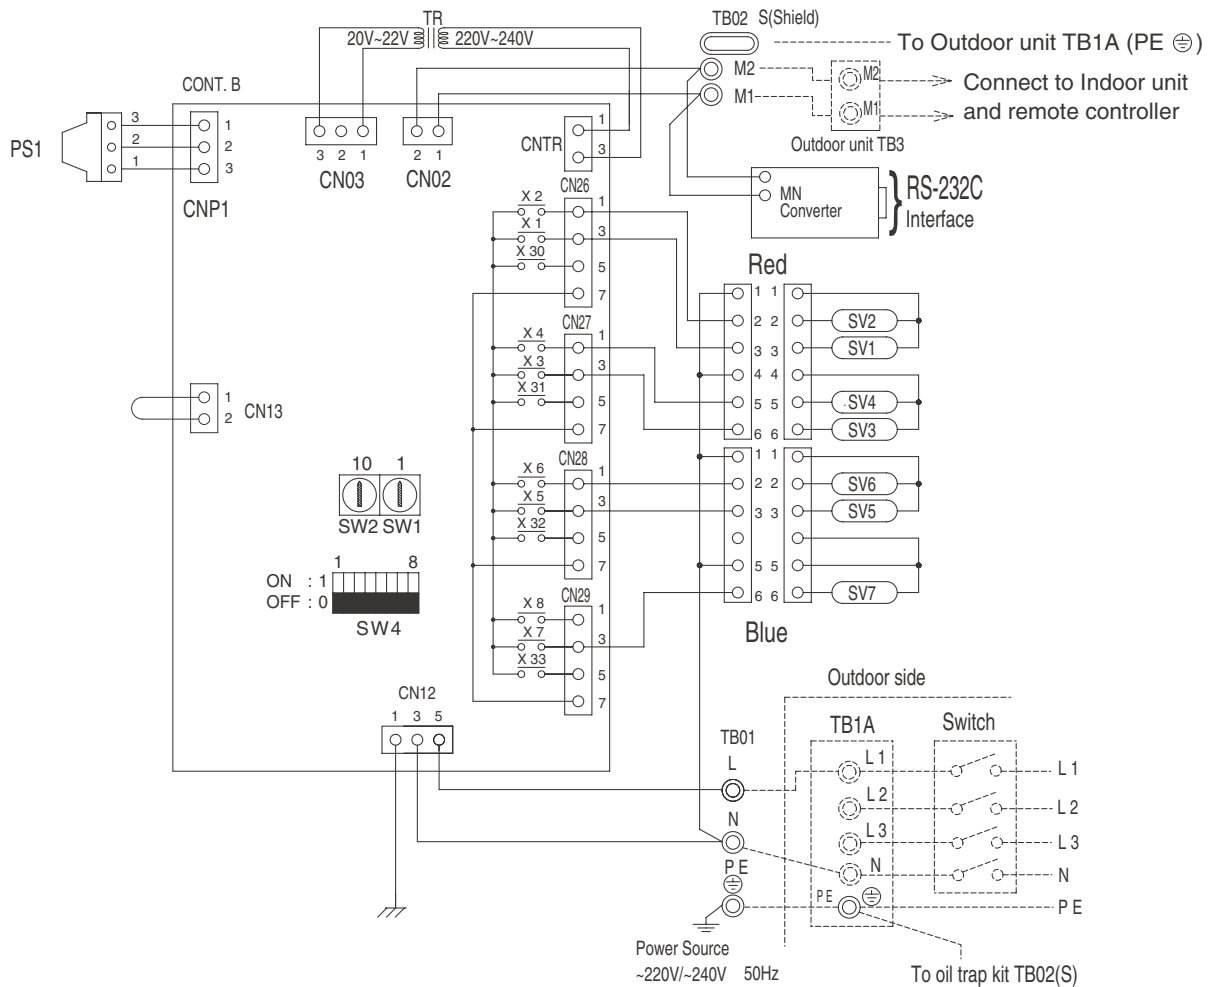 TR
20V~22V 220V~240V
TB02 S(Shield)
To Outdoor unit TB1A (PE )
M2
M1
M2
M1
Connect to Indoor unit
and remote controller
Outdoor unit TB3
CONT. B
PS1
3
2
1
1
2
3
CNP1
3 2 1
CN03
2 1
CN02
CNTR
1
3
MN
Converter
RS-232C
Interface
CN26
X 2
X 1
X 30
1
3
5
7
CN27
X 4
X 3
X 31
1
3
5
7
CN28
X 6
X 5
X 32
1
3
5
7
CN29
X 8
X 7
X 33
1
3
5
7
Red
1 1
2 2
3 3
4 4
5 5
6 6
SV2
SV1
SV4
SV3
1 1
2 2
3 3
5 5
6 6
SV6
SV5
SV7
Blue
1
2
CN13
10 1
SW2 SW1
1 8
ON : 1
OFF : 0
SW4
CN12
1 3 5
Outdoor side
TB01
L
N
PE
TB1A
L1
L2
L3
N
PE
Switch
L1
L2
L3
N
PE
Power Source
~220V/~240V 50Hz
To oil trap kit TB02(S)